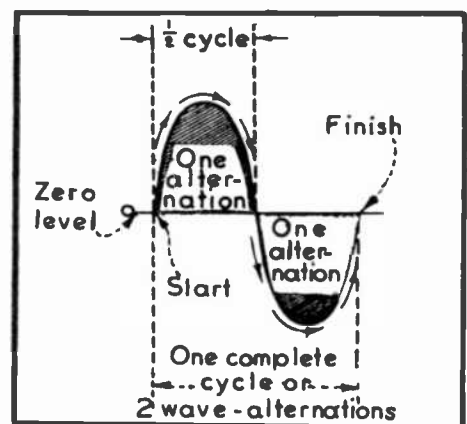 ½ cycle
Finish
One
alter-
nation
Zero
level
O
One
alter-
nation
Start
One complete
cycle or
2 wave-alternations